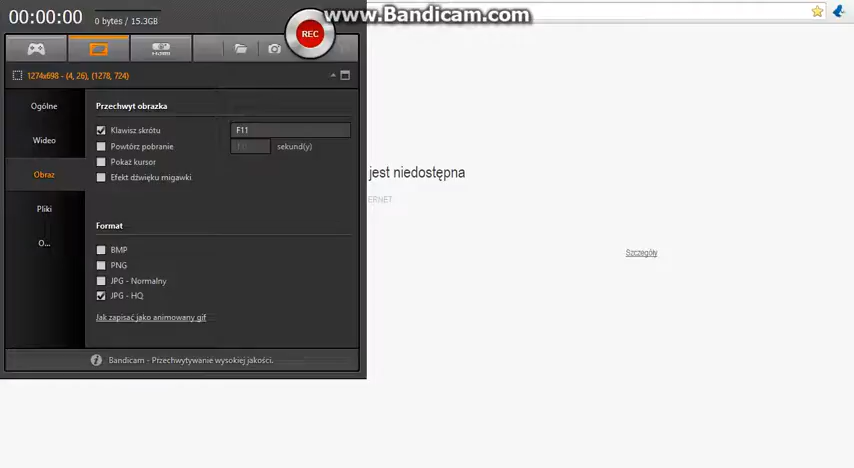 00:00:00
0 bytes / 15.3GB
REC
www.Bandicam.com
HDMI
1274x698 - (4, 26), (1278, 724)
Ogólne
Wideo
Obraz
Pliki
O...
Przechwyt obrazka
Klawisz skrótu
F11
Powtórz pobranie
sekund(y)
Pokaż kursor
Efekt dźwięku migawki
Format
BMP
PNG
JPG - Normalny
JPG - HQ
Jak zapisać jako animowany gif
Bandicam - Przechwytywanie wysokiej jakości.
jest niedostępna
ERNET
Szczegóły